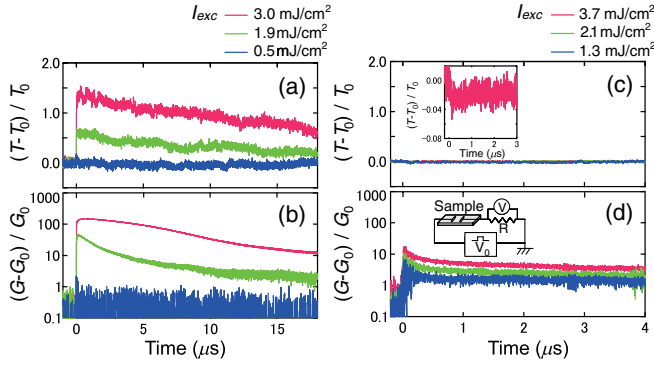 I_exc
3.0 mJ/cm²
1.9 mJ/cm²
0.5 mJ/cm²
(T-T₀) / T₀
2.0
1.0
0.0
(a)
(G-G₀) / G₀
1000
100
10
1
0.1
(b)
0
5
10
15
Time (μs)
I_exc
3.7 mJ/cm²
2.1 mJ/cm²
1.3 mJ/cm²
(T-T₀) / T₀
2.0
1.0
0.0
(c)
(T-T₀) / T₀
0.00
-0.04
-0.08
0
1
2
3
Time (μs)
(G-G₀) / G₀
1000
100
10
1
0.1
(d)
Sample
V
R
V₀
0
1
2
3
4
Time (μs)